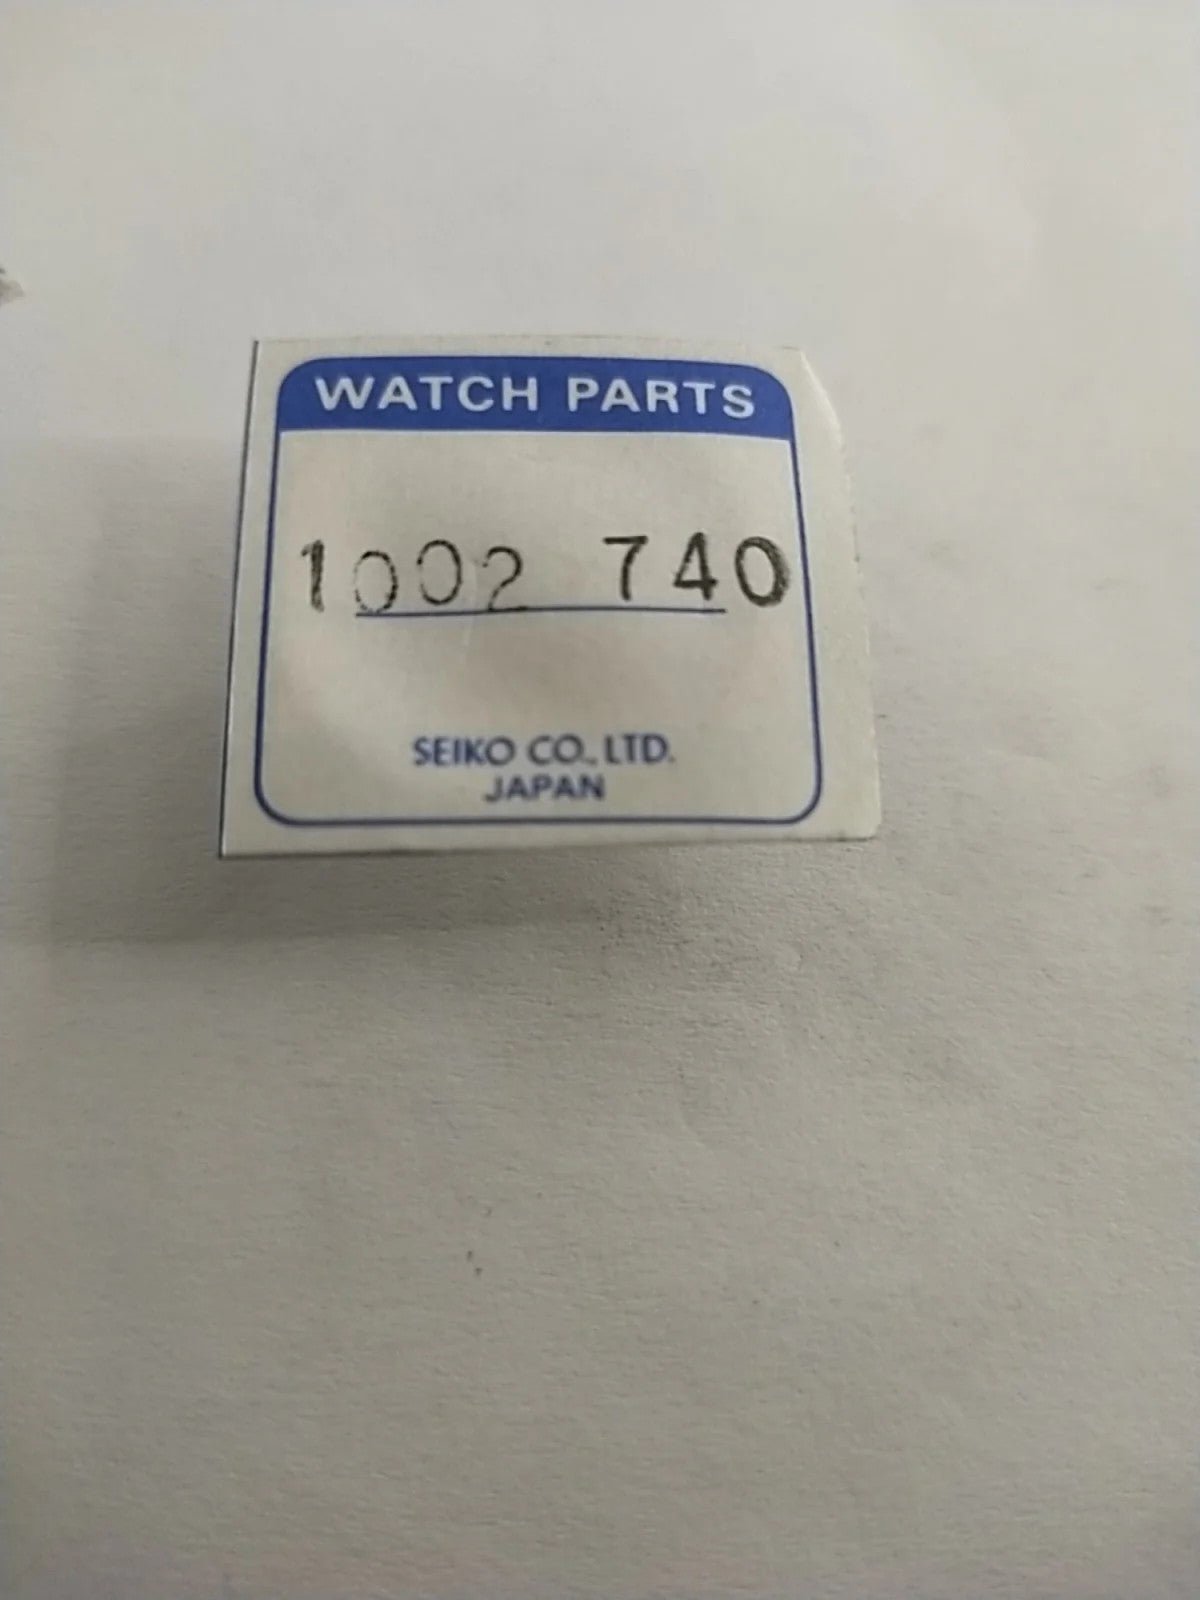 WATCH PARTS
1002 740
SEIKO CO., LTD.
JAPAN